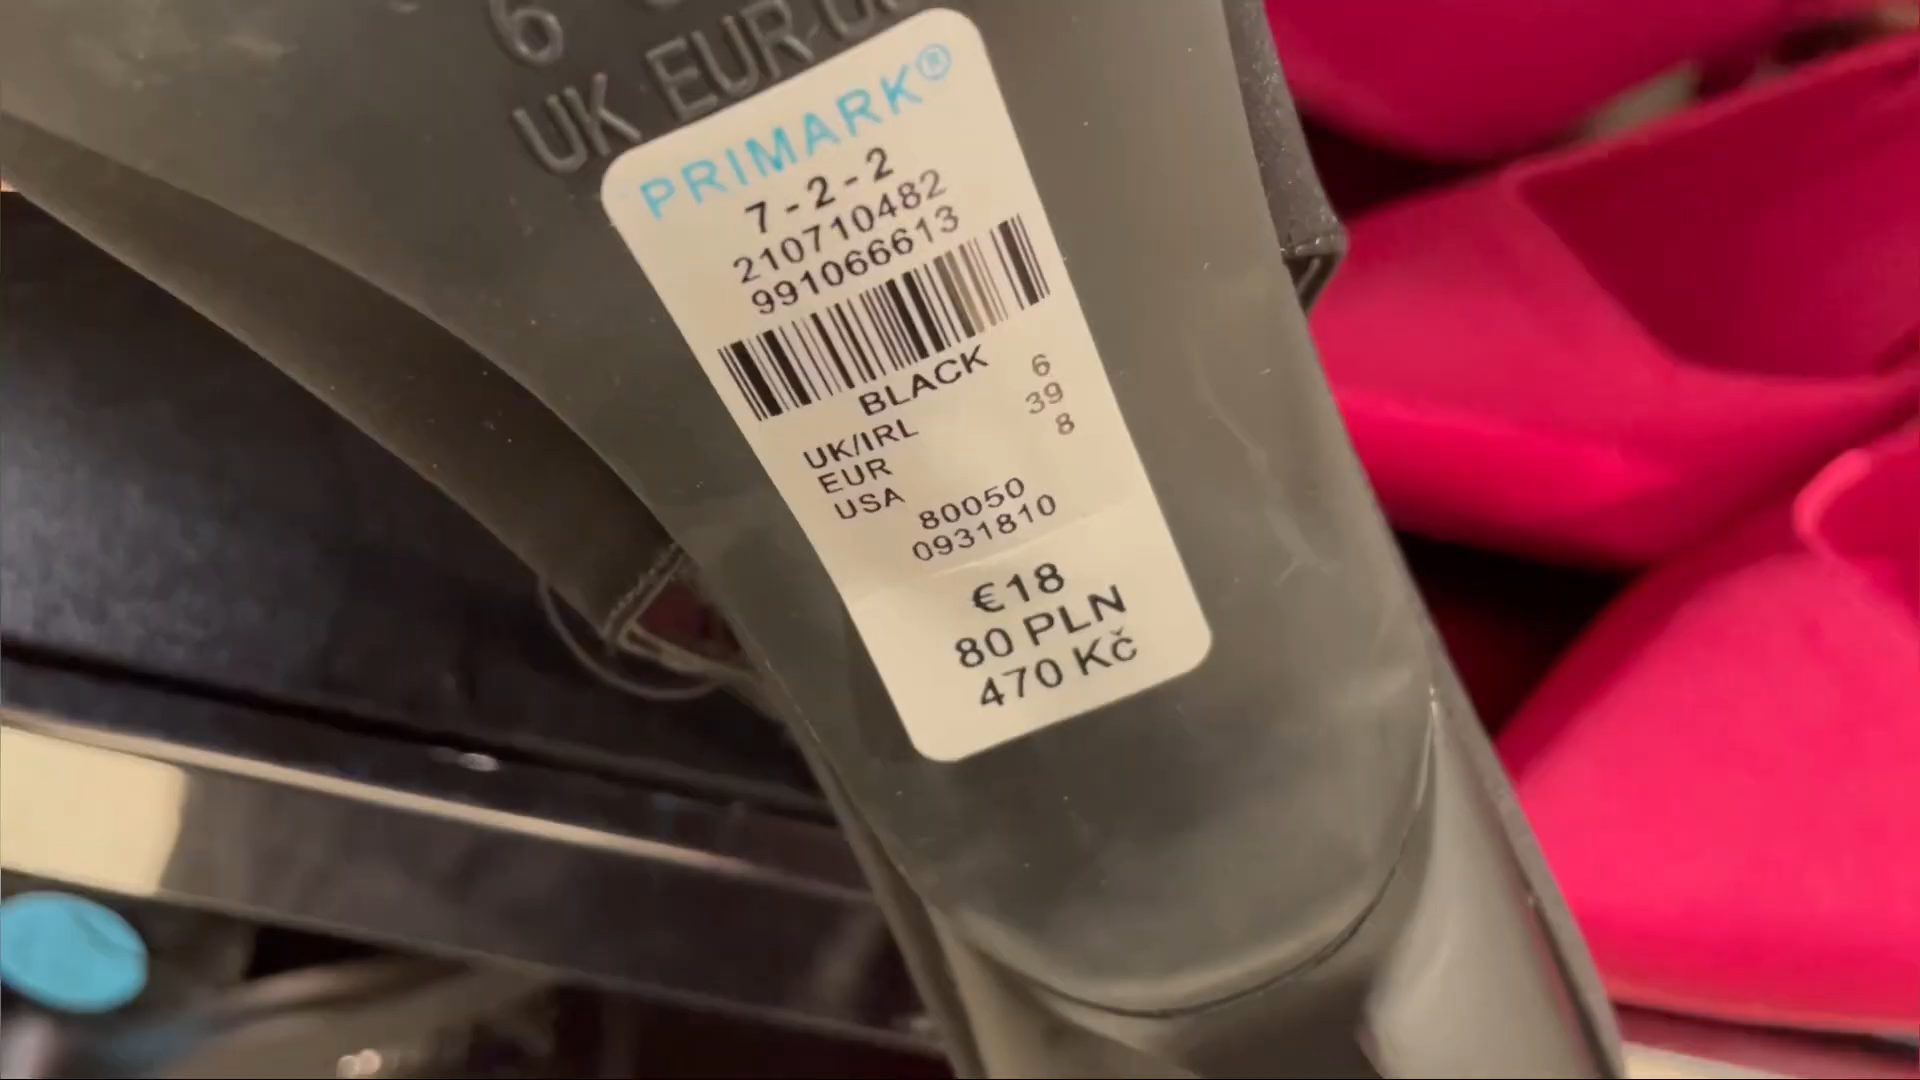 6
UK EUR
PRIMARK®
7-2-2
210710482
991066613
BLACK
UK/IRL 6
EUR 39
USA 8
80050
0931810
€18
80 PLN
470 Kč